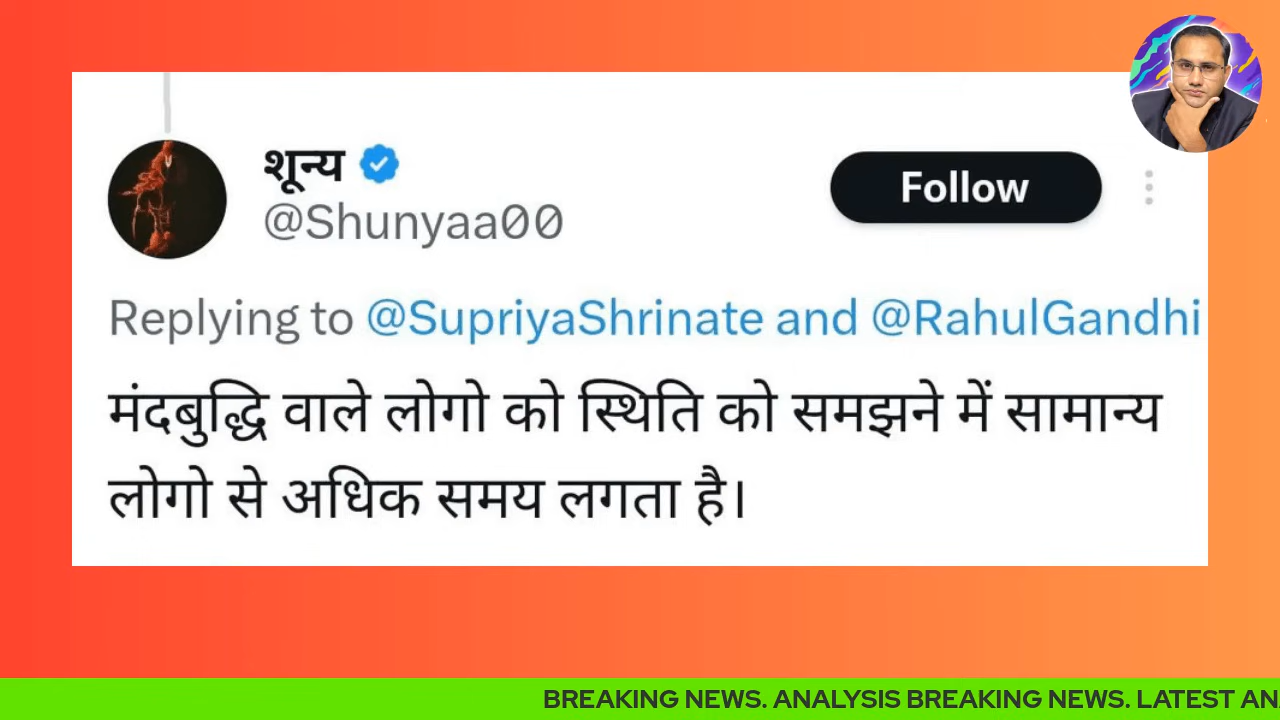 शून्य
@Shunyaa00
Follow
Replying to @SupriyaShrinate and @RahulGandhi
मंदबुद्धि वाले लोगो को स्थिति को समझने में सामान्य
लोगो से अधिक समय लगता है।
BREAKING NEWS. ANALYSIS BREAKING NEWS. LATEST AN